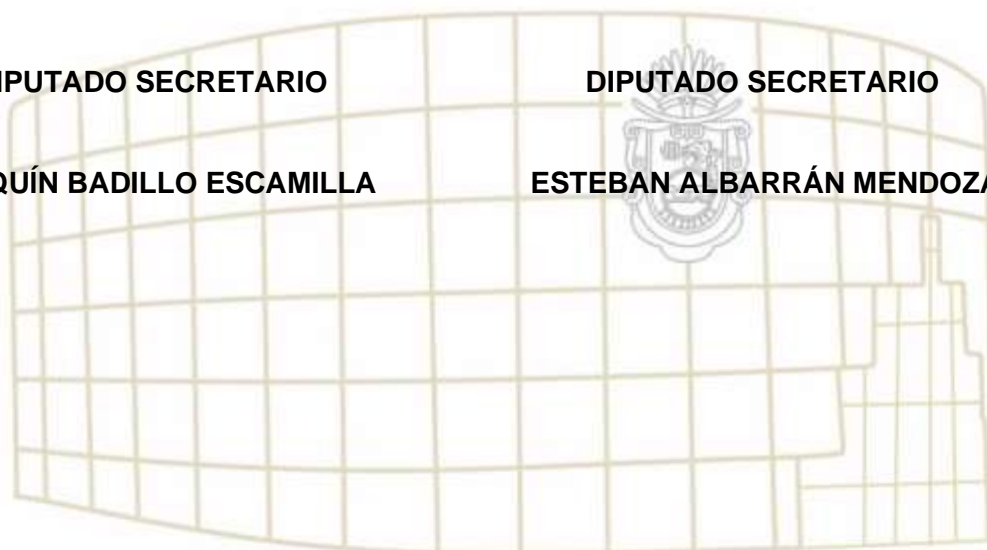 IPUTADO SECRETARIO DIPUTADO SECRETARIO
QUÍN BADILLO ESCAMILLA ESTEBAN ALBARRÁN MENDOZA